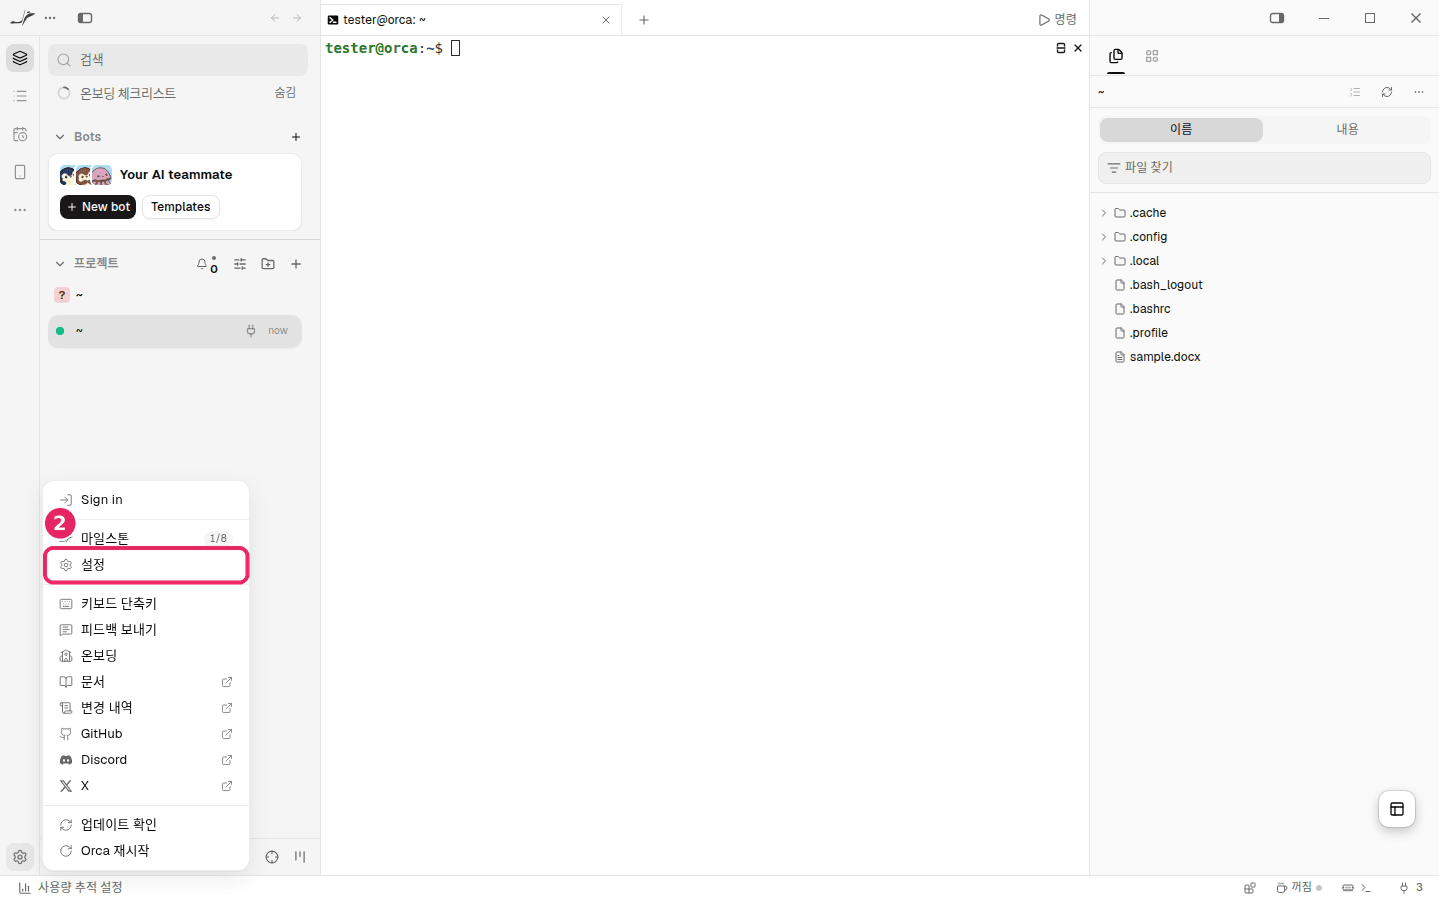 tester@orca: ~
명령
검색
온보딩 체크리스트
숨김
Bots
Your AI teammate
New bot
Templates
프로젝트
0
? ~
~
now
tester@orca:~$
~
이름
내용
파일 찾기
.cache
.config
.local
.bash_logout
.bashrc
.profile
sample.docx
Sign in
2
마일스톤
1/8
설정
키보드 단축키
피드백 보내기
온보딩
문서
변경 내역
GitHub
Discord
X
업데이트 확인
Orca 재시작
사용량 추적 설정
꺼짐
3